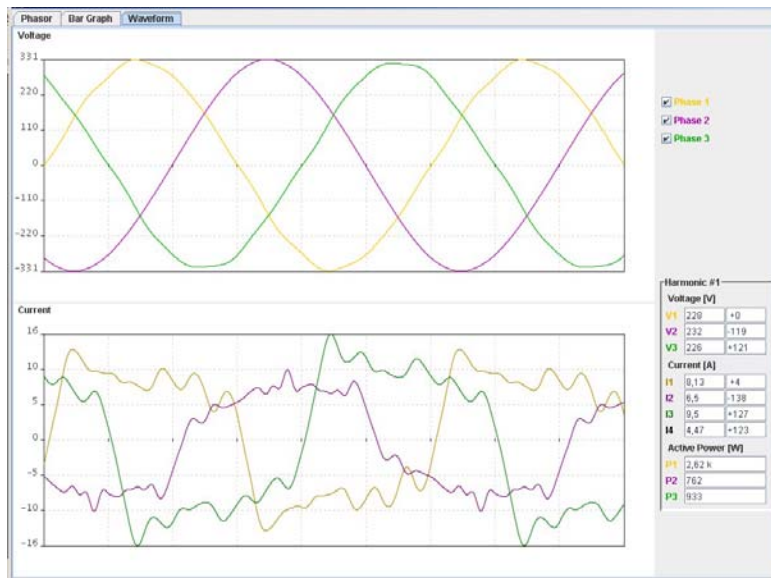 Phasor Bar Graph Waveform
Voltage
331
220
110
0
-110
-220
-331
Phase 1
Phase 2
Phase 3
Current
16
10
5
0
-5
-10
-16
Harmonic #1
Voltage [V]
V1 228 +0
V2 232 -119
V3 226 +121
Current [A]
I1 8,13 +4
I2 6,5 -138
I3 9,5 +127
I4 4,47 +123
Active Power [W]
P1 2,62 k
P2 762
P3 933